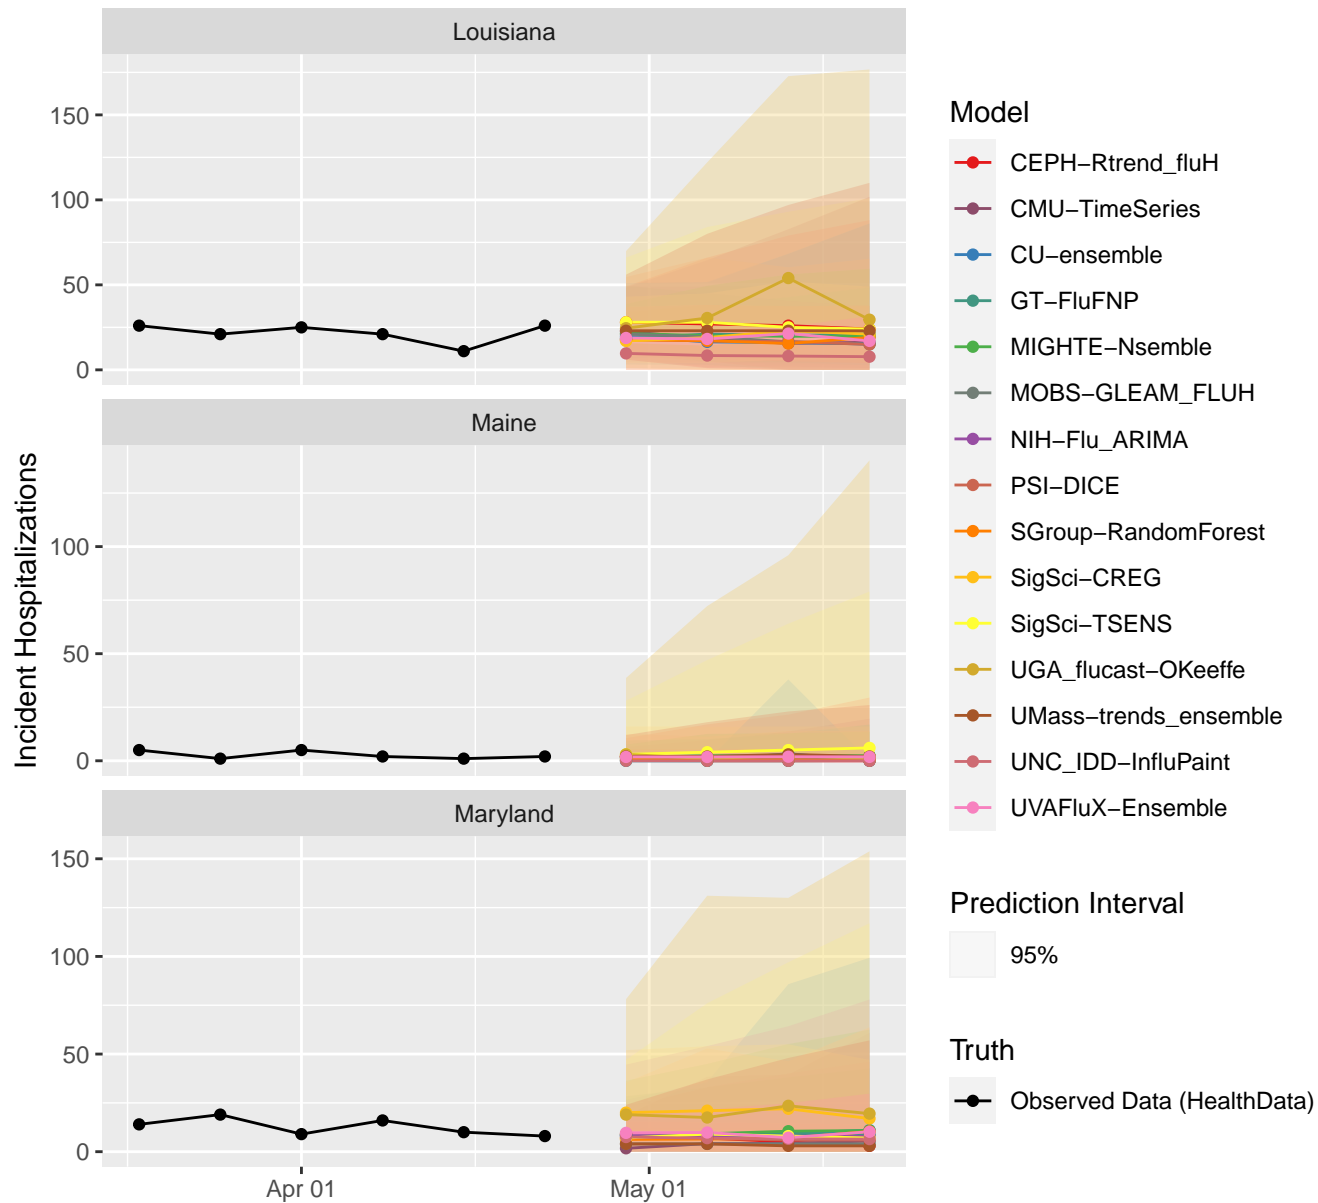 Louisiana
150
100
50
0
Maine
100
50
0
Maryland
150
100
50
0
Apr 01
May 01
Incident Hospitalizations
Model
CEPH−Rtrend_fluH
CMU−TimeSeries
CU−ensemble
GT−FluFNP
MIGHTE−Nsemble
MOBS−GLEAM_FLUH
NIH−Flu_ARIMA
PSI−DICE
SGroup−RandomForest
SigSci−CREG
SigSci−TSENS
UGA_flucast−OKeeffe
UMass−trends_ensemble
UNC_IDD−InfluPaint
UVAFluX−Ensemble
Prediction Interval
95%
Truth
Observed Data (HealthData)